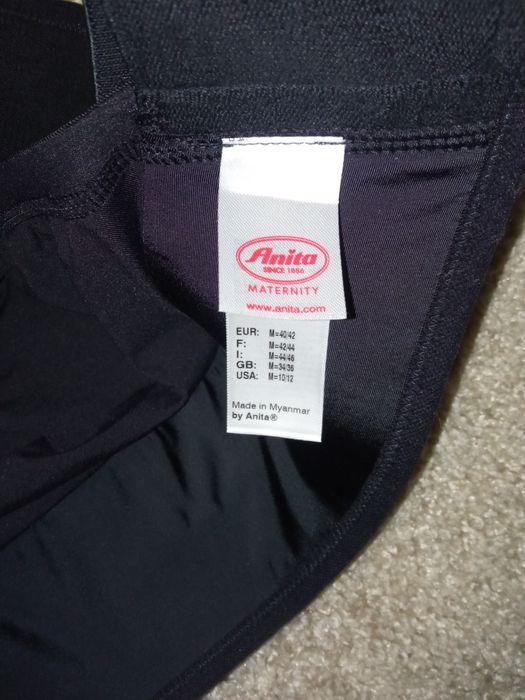 Anita
SINCE 1886
MATERNITY
www.anita.com
EUR: M=40/42
F: M=42/44
I: M=44/46
GB: M=34/36
USA: M=10/12
Made in Myanmar
by Anita®